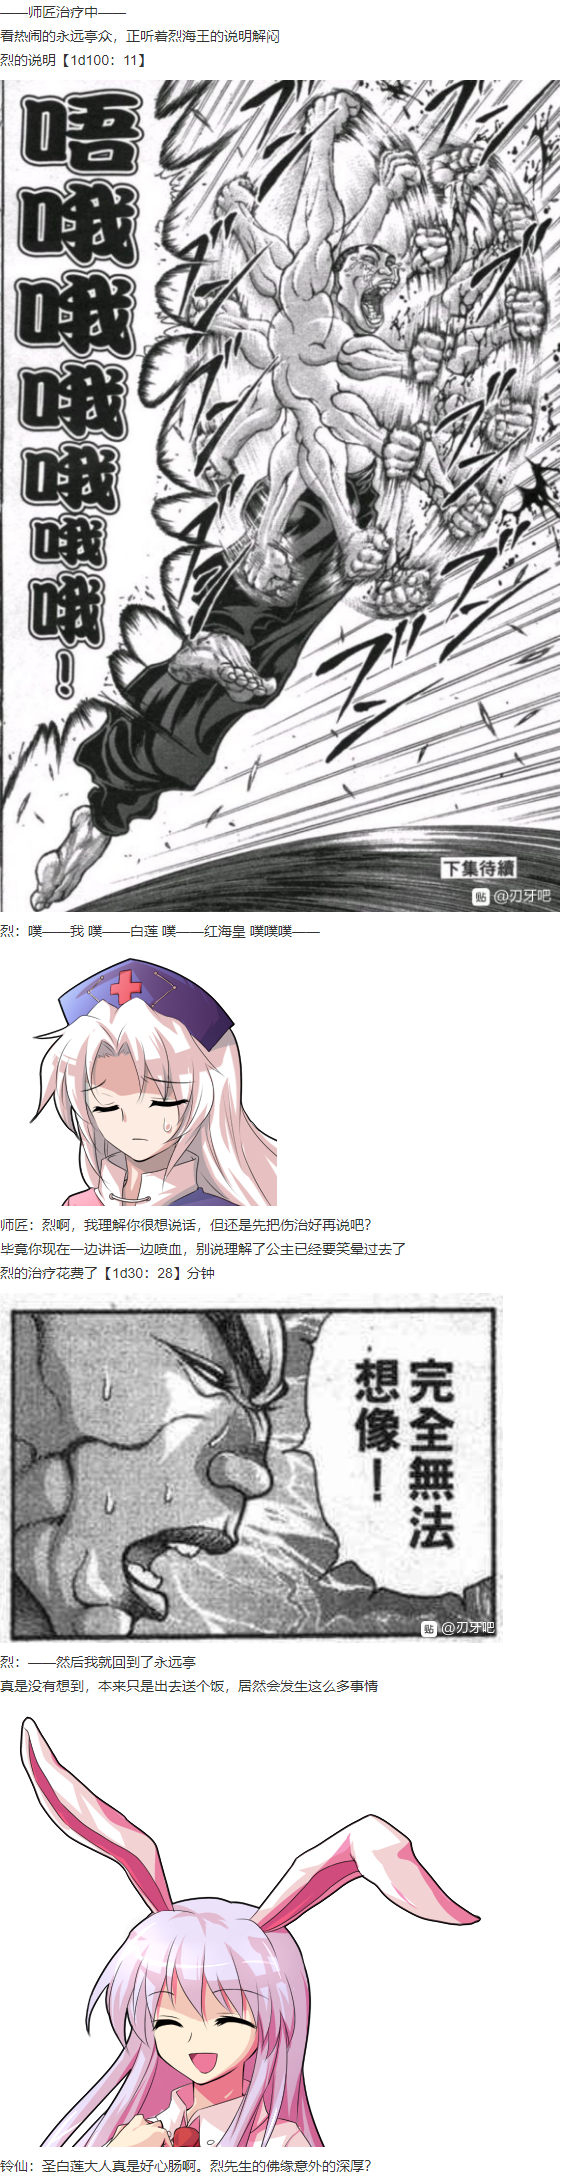 ——师匠治疗中——
看热闹的永远亭众，正听着烈海王的说明解闷
烈的说明【1d100：11】
唔哦哦哦哦哦哦！
下集待續
贴 @刃牙吧
烈：噗——我 噗——白莲 噗——红海皇 噗噗噗——
师匠：烈啊，我理解你很想说话，但还是先把伤治好再说吧？
毕竟你现在一边讲话一边喷血，别说理解了公主已经要笑晕过去了
烈的治疗花费了【1d30：28】分钟
完全無法
想像！
贴 @刃牙吧
烈：——然后我就回到了永远亭
真是没有想到，本来只是出去送个饭，居然会发生这么多事情
铃仙：圣白莲大人真是好心肠啊。烈先生的佛缘意外的深厚？